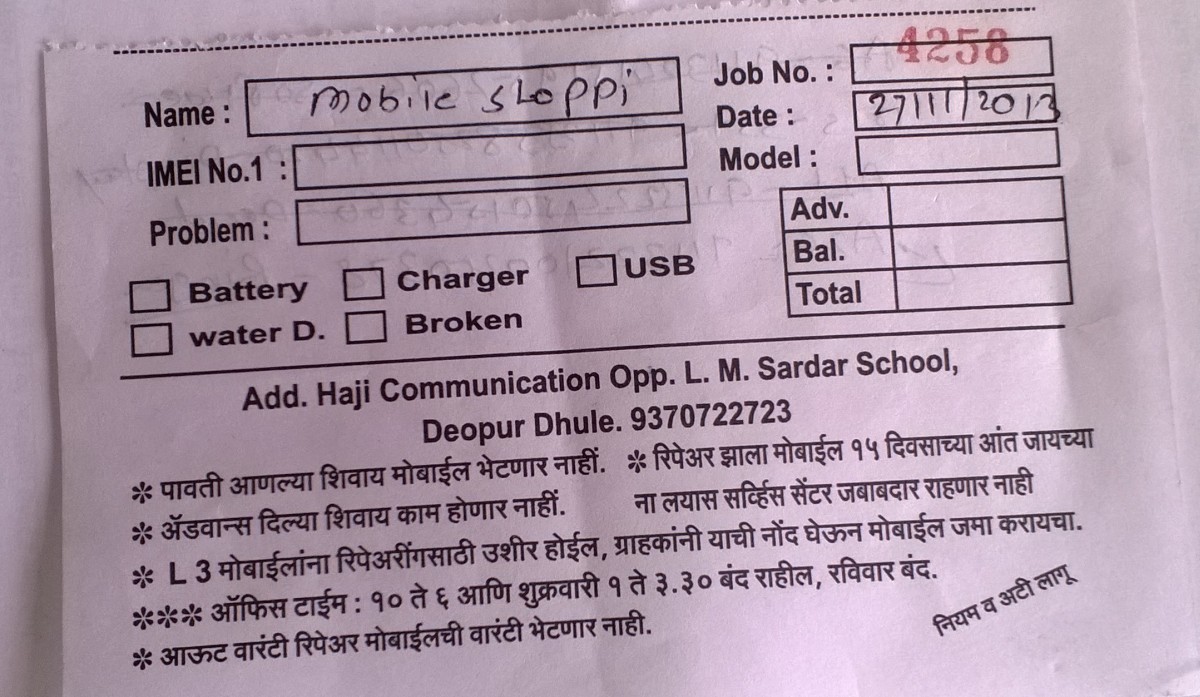 Name : mobile shoppi
Job No. : 4258
Date : 27/11/2013
IMEI No.1 :
Model :
Problem :
Adv.
Bal.
Total
Battery Charger USB
water D. Broken
Add. Haji Communication Opp. L. M. Sardar School,
Deopur Dhule. 9370722723
❊ पावती आणल्या शिवाय मोबाईल भेटणार नाहीं. ❊ रिपेअर झाला मोबाईल १५ दिवसाच्या आंत जायच्या
❊ ॲडवान्स दिल्या शिवाय काम होणार नाहीं. ना लयास सर्व्हिस सेंटर जबाबदार राहणार नाही
❊ L 3 मोबाईलांना रिपेअरींगसाठी उशीर होईल, ग्राहकांनी याची नोंद घेऊन मोबाईल जमा करायचा.
❊❊❊ ऑफिस टाईम : १० ते ६ आणि शुक्रवारी १ ते ३.३० बंद राहील, रविवार बंद.
❊ आऊट वारंटी रिपेअर मोबाईलची वारंटी भेटणार नाही.
नियम व अटी लागू